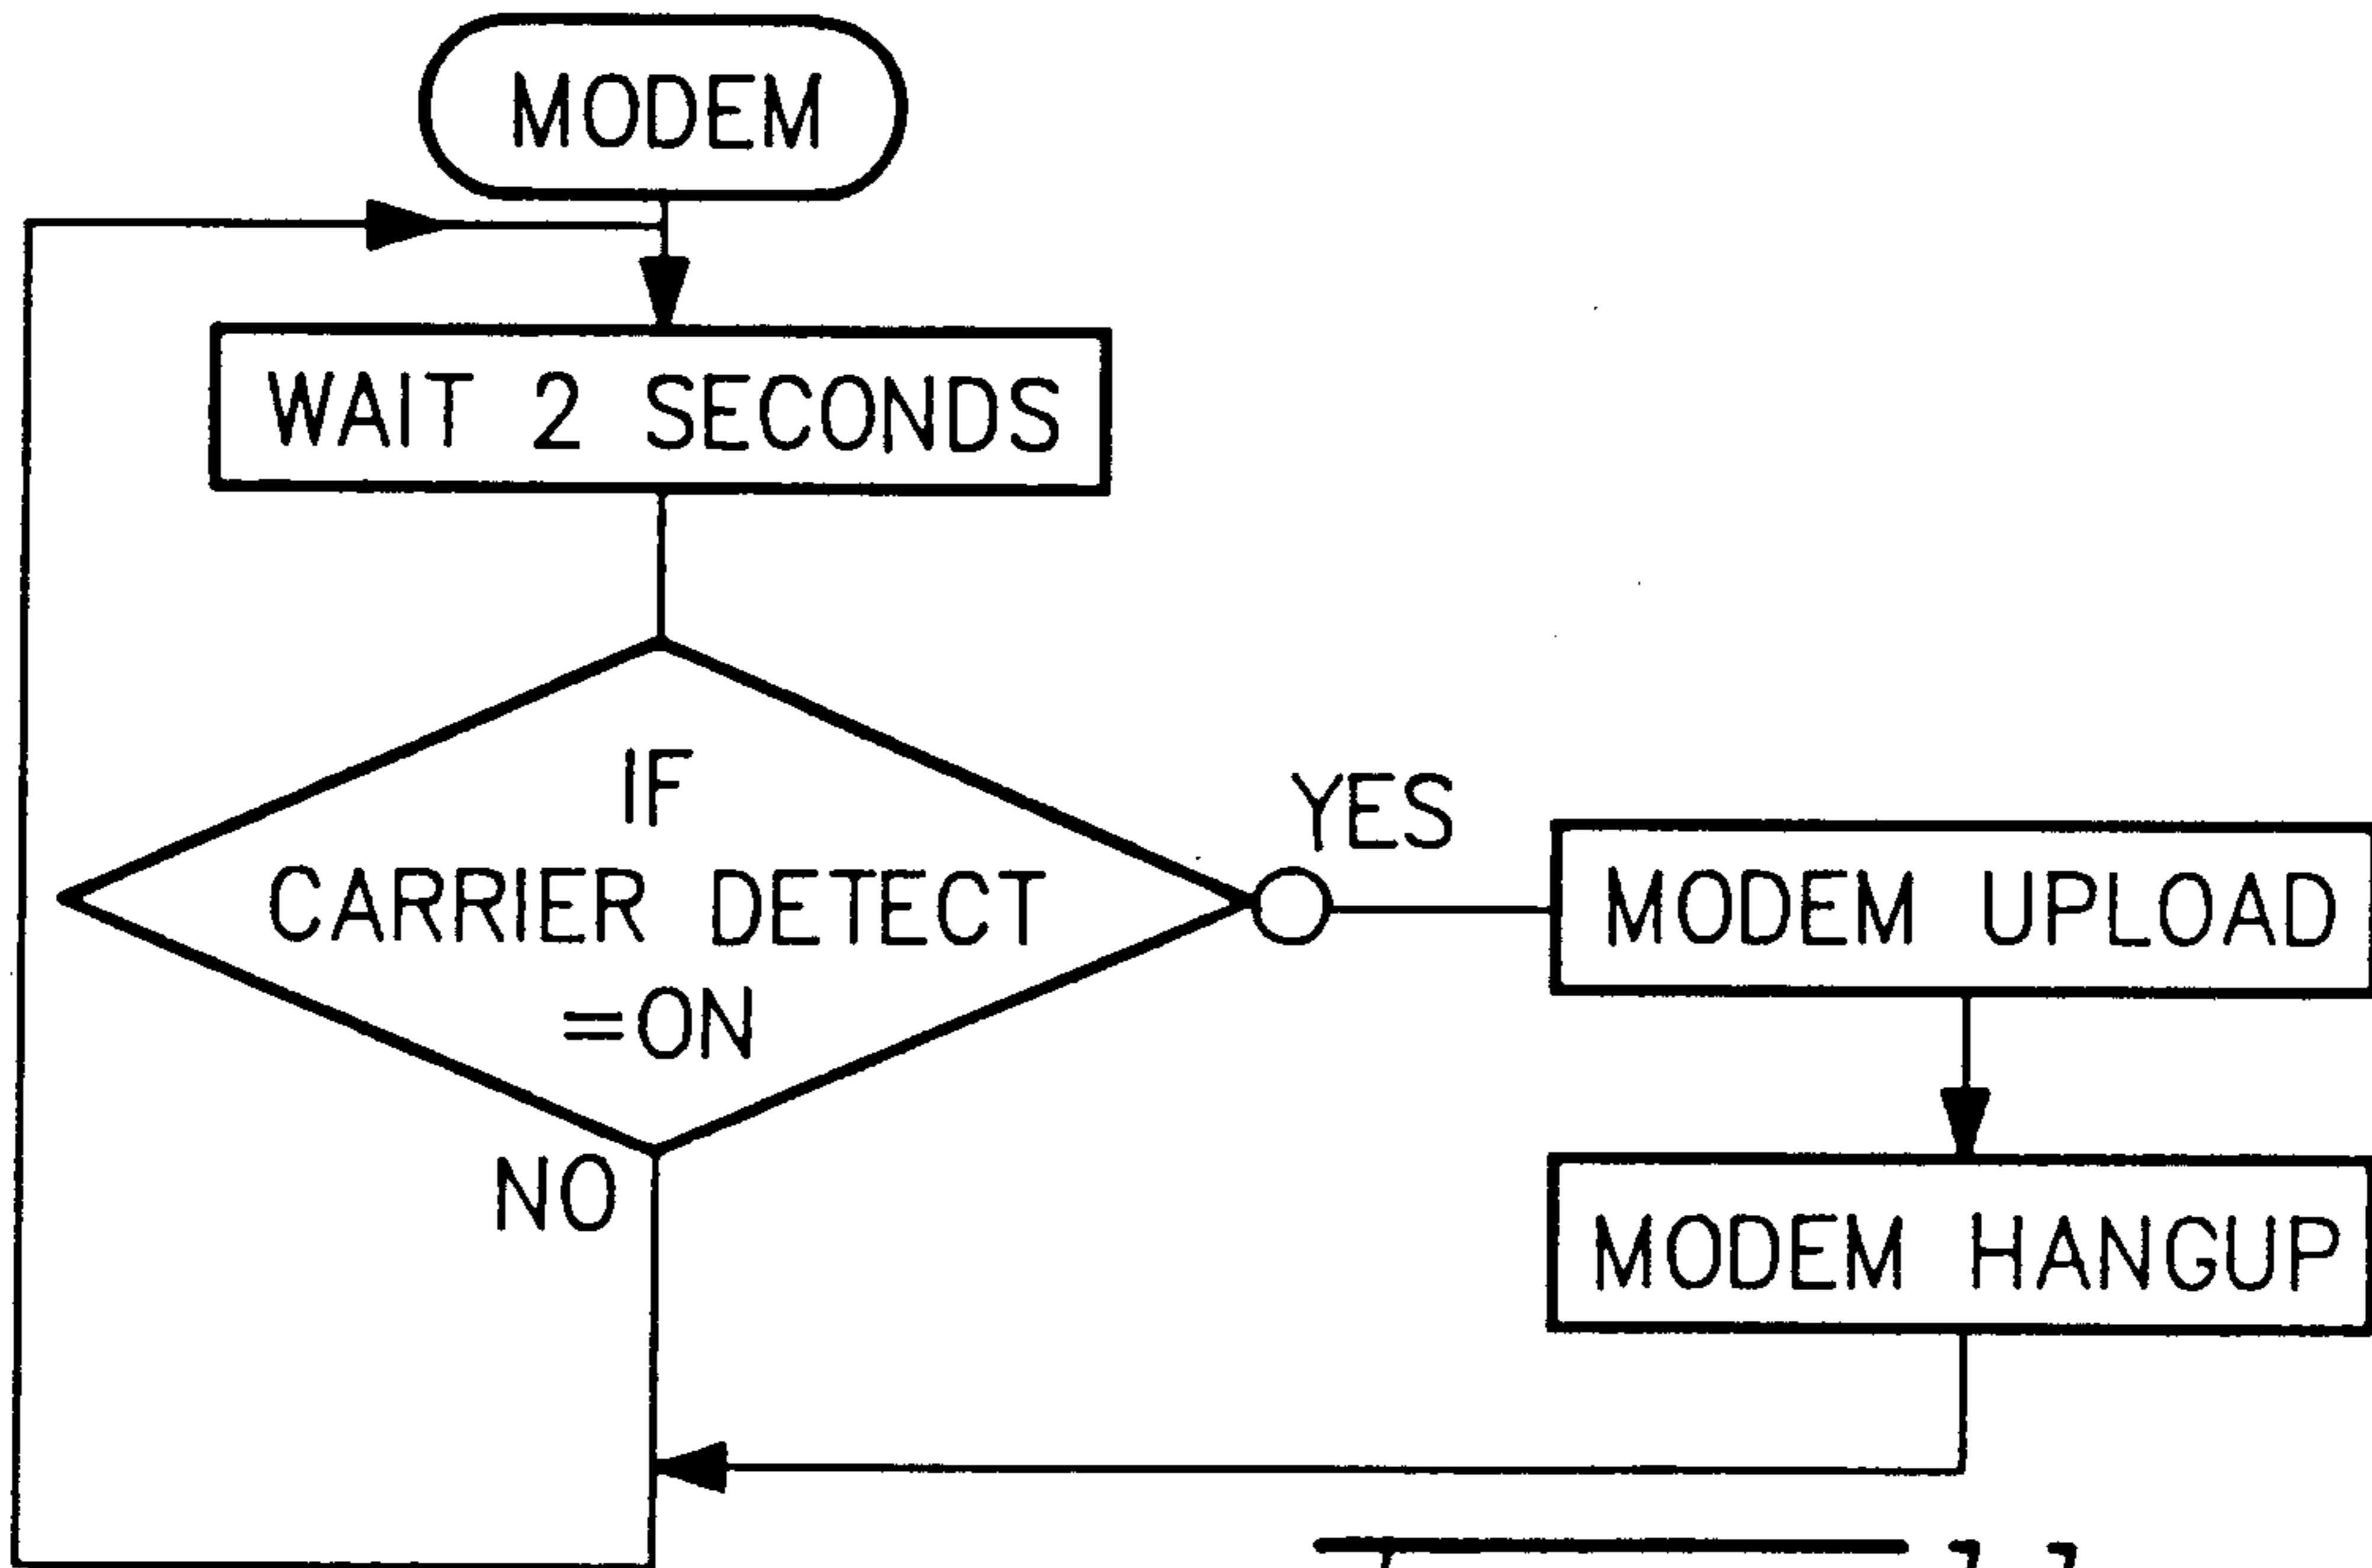 MODEM
WAIT 2 SECONDS
IF
CARRIER DETECT
=ON
YES
NO
MODEM UPLOAD
MODEM HANGUP